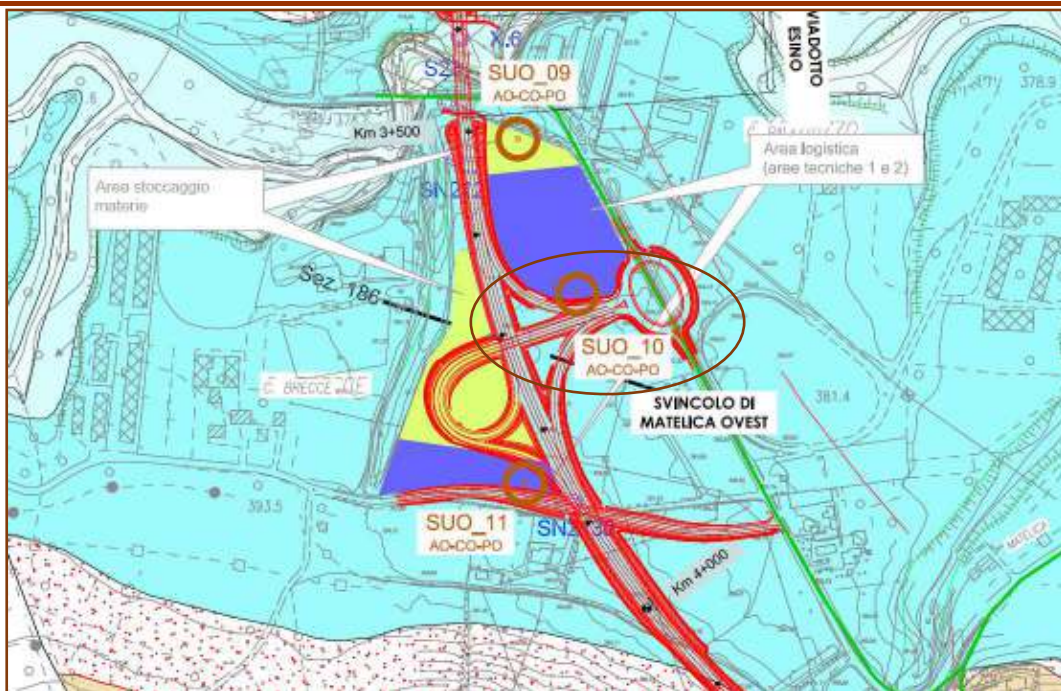 VIADOTTO
ESINO
X.6
SUO_09
AO-CO-PO
Km 3+500
378.9
Area logistica
(aree tecniche 1 e 2)
Area stoccaggio
materie
Sez. 186
SUO_10
AO-CO-PO
SVINCOLO DI
MATELICA OVEST
381.4
393.5
SUO_11
AO-CO-PO
Km 4+000
MATELICA